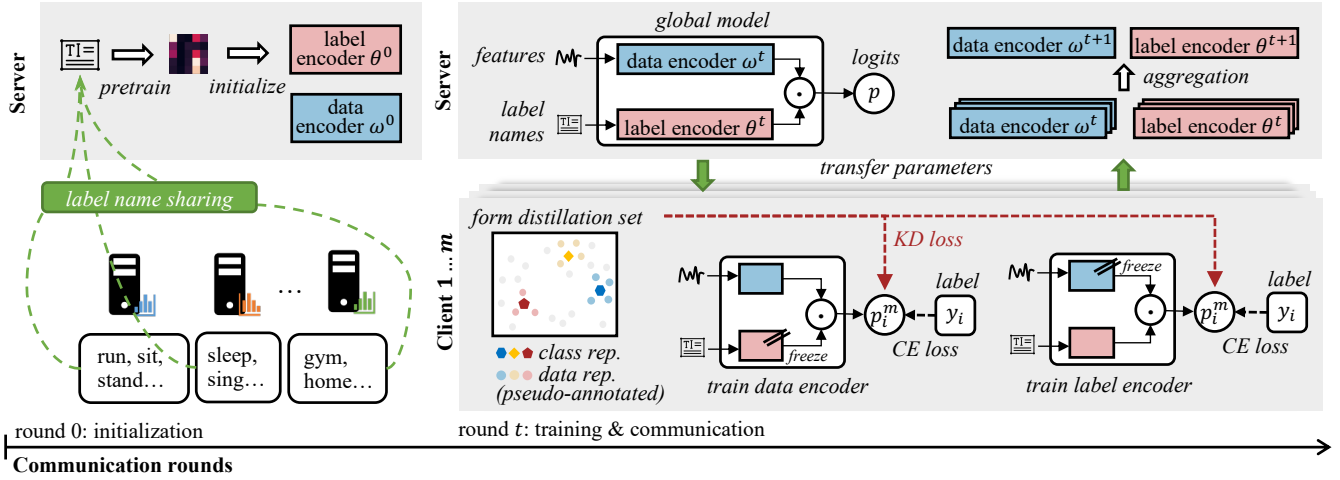 Server
TI=
pretrain
initialize
label
encoder θ⁰
data
encoder ω⁰
label name sharing
...
run, sit,
stand…
sleep,
sing…
gym,
home…
round 0: initialization
Server
global model
features
data encoder ωᵗ
logits
p
label
names
TI=
label encoder θᵗ
data encoder ωᵗ⁺¹
label encoder θᵗ⁺¹
aggregation
data encoder ωᵗ
label encoder θᵗ
transfer parameters
Client 1 ... m
form distillation set
KD loss
class rep.
data rep.
(pseudo-annotated)
TI=
freeze
pᵢᵐ
label
yᵢ
CE loss
train data encoder
TI=
freeze
pᵢᵐ
label
yᵢ
CE loss
train label encoder
round t: training & communication
Communication rounds